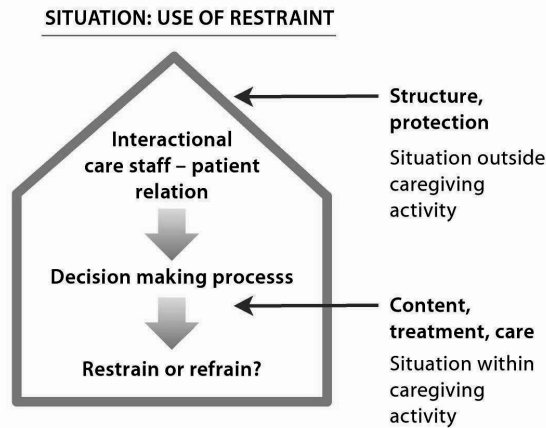 SITUATION: USE OF RESTRAINT
Interactional
care staff – patient
relation
Decision making processs
Restrain or refrain?
Structure,
protection
Situation outside
caregiving
activity
Content,
treatment, care
Situation within
caregiving
activity